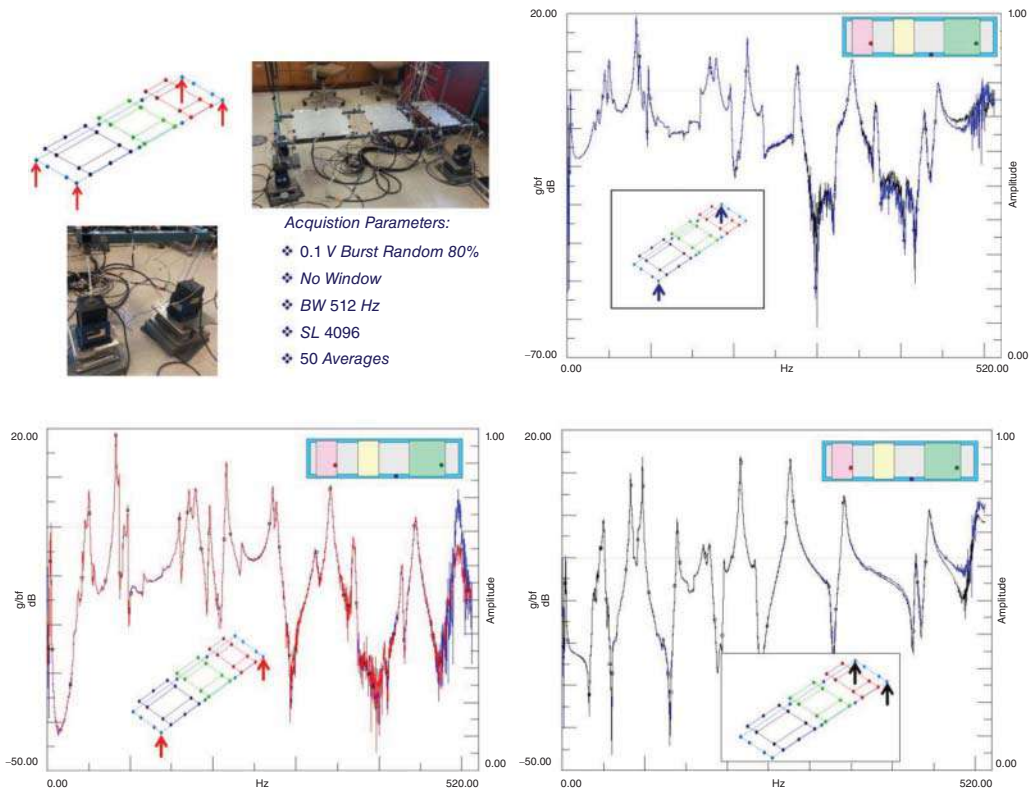 Acquistion Parameters:
❖ 0.1 V Burst Random 80%
❖ No Window
❖ BW 512 Hz
❖ SL 4096
❖ 50 Averages
20.00
1.00
g/bf
dB
Amplitude
−70.00
0.00
0.00
Hz
520.00
20.00
1.00
g/bf
dB
Amplitude
−50.00
0.00
0.00
Hz
520.00
20.00
1.00
g/bf
dB
Amplitude
−50.00
0.00
0.00
Hz
520.00